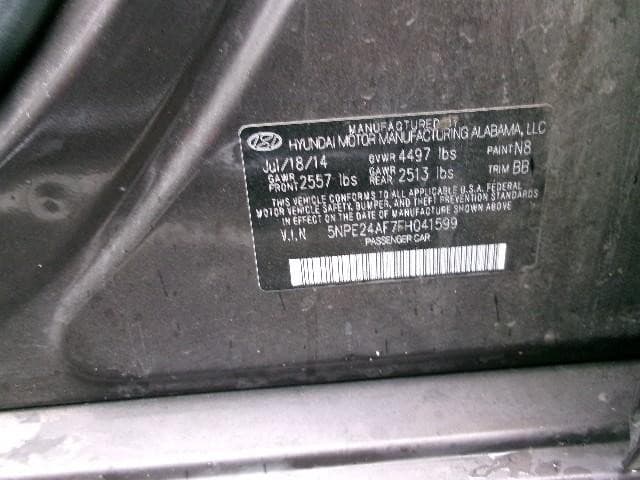 MANUFACTURED BY
HYUNDAI MOTOR MANUFACTURING ALABAMA, LLC
Jul/18/14 GVWR 4497 lbs PAINT N8
GAWR FRONT 2557 lbs GAWR REAR 2513 lbs TRIM BB
THIS VEHICLE CONFORMS TO ALL APPLICABLE U.S.A. FEDERAL
MOTOR VEHICLE SAFETY, BUMPER, AND THEFT PREVENTION STANDARDS
IN EFFECT ON THE DATE OF MANUFACTURE SHOWN ABOVE
V.I.N 5NPE24AF7FH041599
PASSENGER CAR